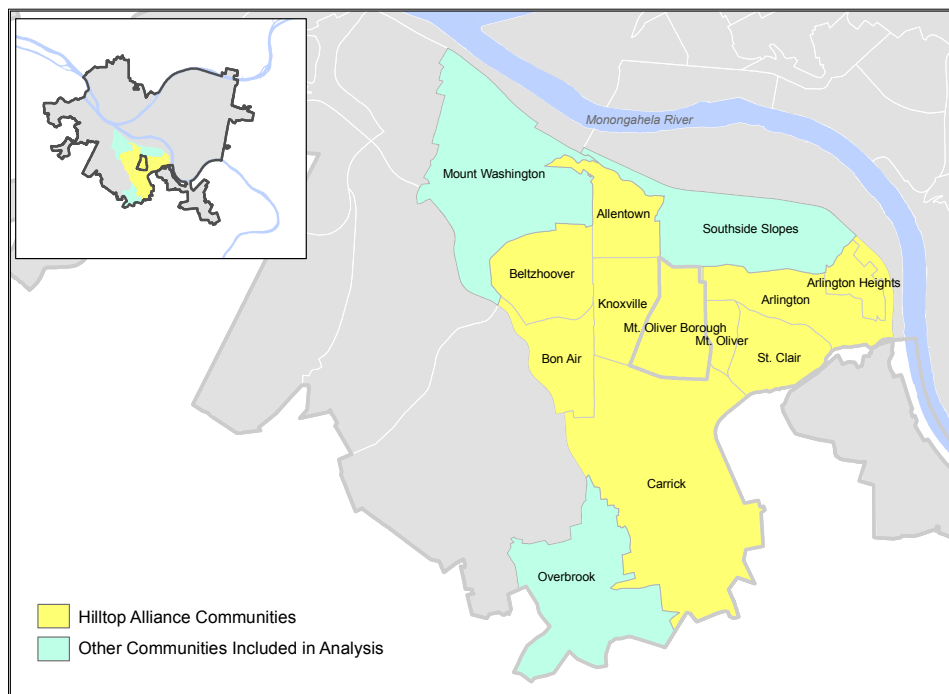 Monongahela River
Mount Washington
Allentown
Southside Slopes
Beltzhoover
Arlington Heights
Knoxville
Arlington
Mt. Oliver Borough
Mt. Oliver
Bon Air
St. Clair
Carrick
Overbrook
Hilltop Alliance Communities
Other Communities Included in Analysis